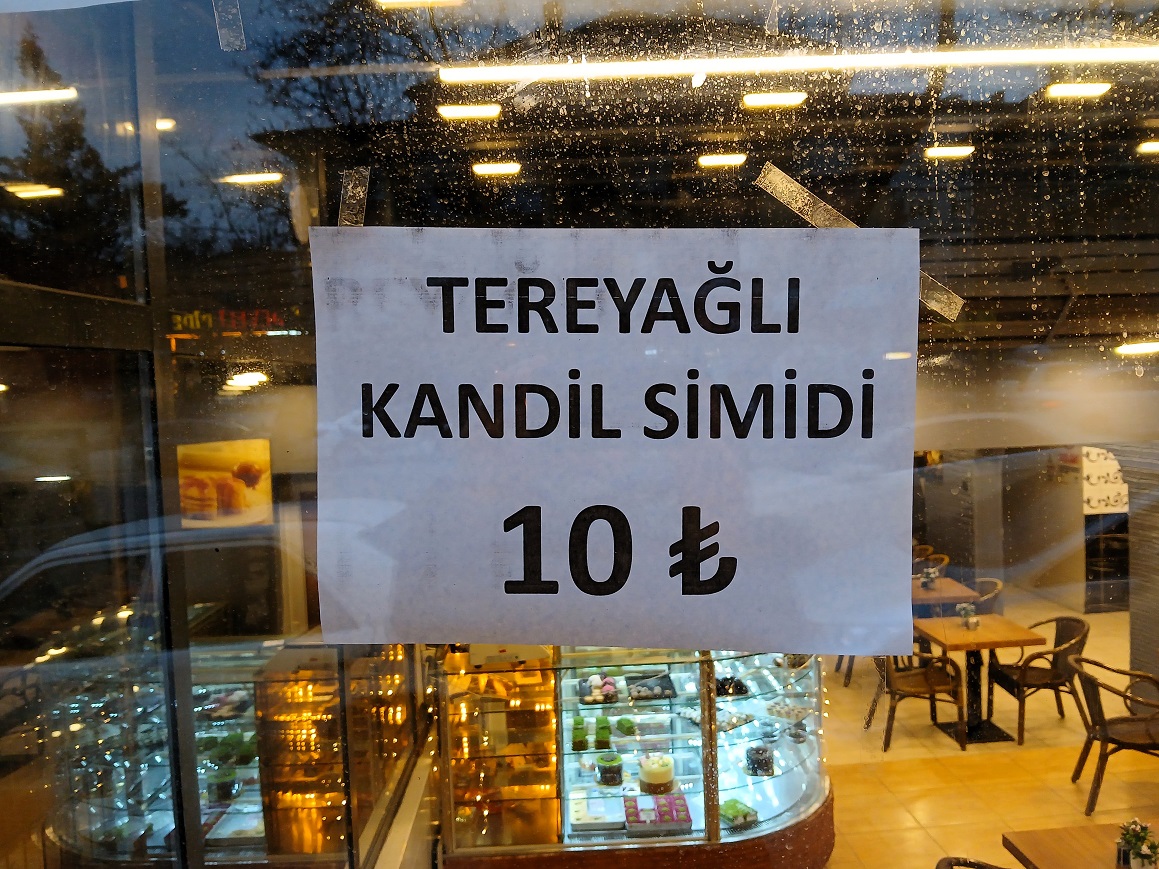 TEREYAĞLI
KANDİL SİMİDİ
10 ₺